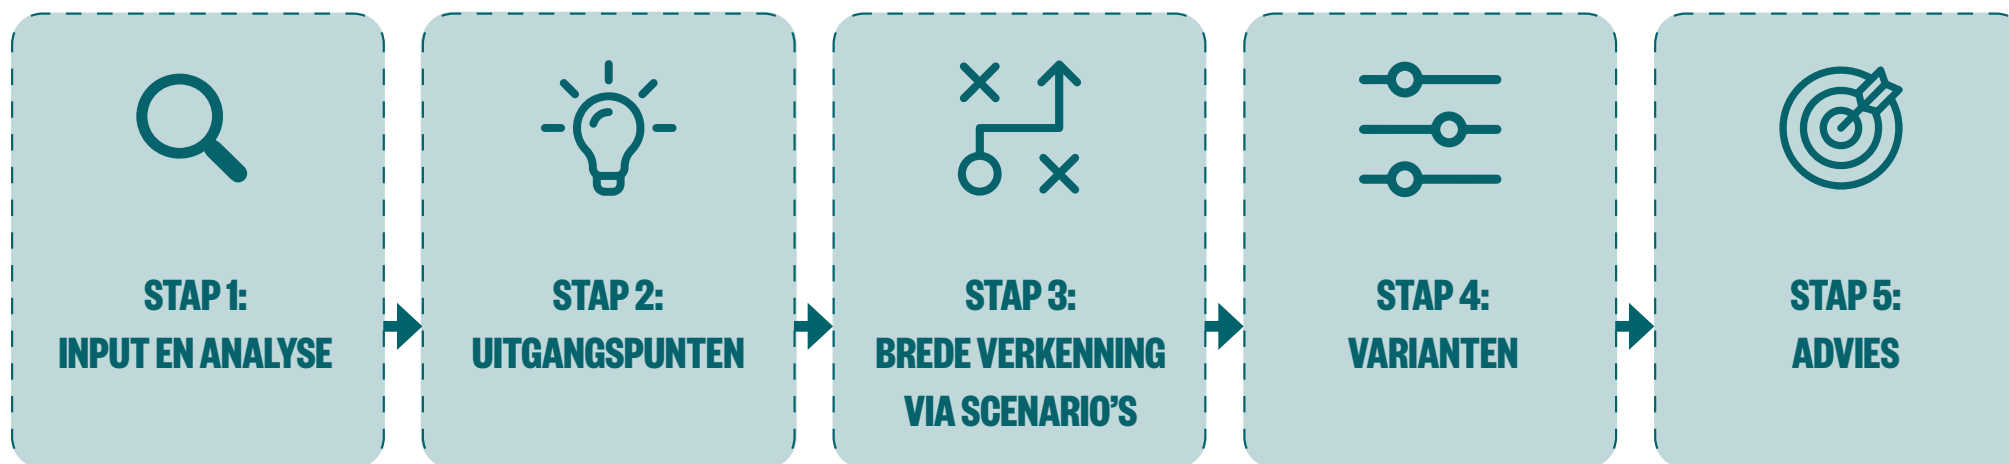 STAP 1:
INPUT EN ANALYSE
STAP 2:
UITGANGSPUNTEN
STAP 3:
BREDE VERKENNING
VIA SCENARIO’S
STAP 4:
VARIANTEN
STAP 5:
ADVIES